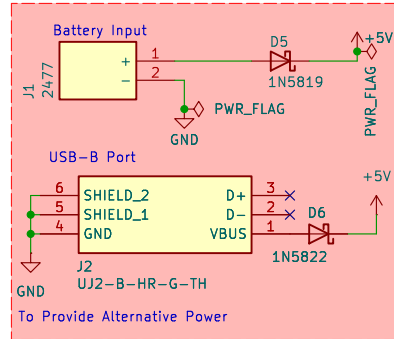 Battery Input
D5
+5V
1
+
2
−
1N5819
J1
2477
PWR_FLAG
PWR_FLAG
GND
USB-B Port
+5V
6 SHIELD_2 D+ 3
5 SHIELD_1 D- 2
4 GND VBUS 1
D6
1N5822
J2
GND
UJ2-B-HR-G-TH
To Provide Alternative Power